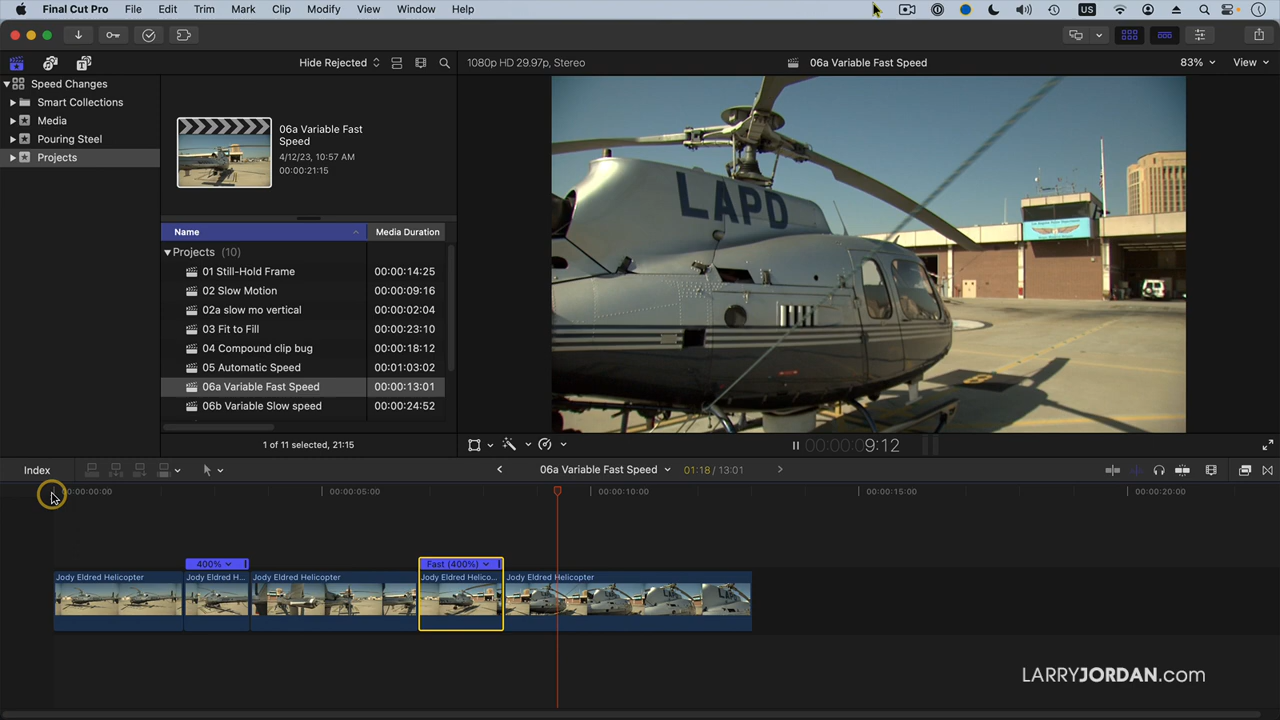 Final Cut Pro File Edit Trim Mark Clip Modify View Window Help US
Hide Rejected 1080p HD 29.97p, Stereo 06a Variable Fast Speed 83% View
Speed Changes
Smart Collections
Media
Pouring Steel
Projects
06a Variable Fast
Speed
4/12/23, 10:57 AM
00:00:21:15
Name Media Duration
Projects (10)
01 Still-Hold Frame 00:00:14:25
02 Slow Motion 00:00:09:16
02a slow mo vertical 00:00:02:04
03 Fit to Fill 00:00:23:10
04 Compound clip bug 00:00:18:12
05 Automatic Speed 00:01:03:02
06a Variable Fast Speed 00:00:13:01
06b Variable Slow speed 00:00:24:52
1 of 11 selected, 21:15
LAPD
00:00:09:12
Index 06a Variable Fast Speed 01:18 / 13:01
00:00:00:00 00:00:05:00 00:00:10:00 00:00:15:00 00:00:20:00
400% Fast (400%)
Jody Eldred Helicopter Jody Eldred H... Jody Eldred Helicopter Jody Eldred Helico... Jody Eldred Helicopter
LARRYJORDAN.com